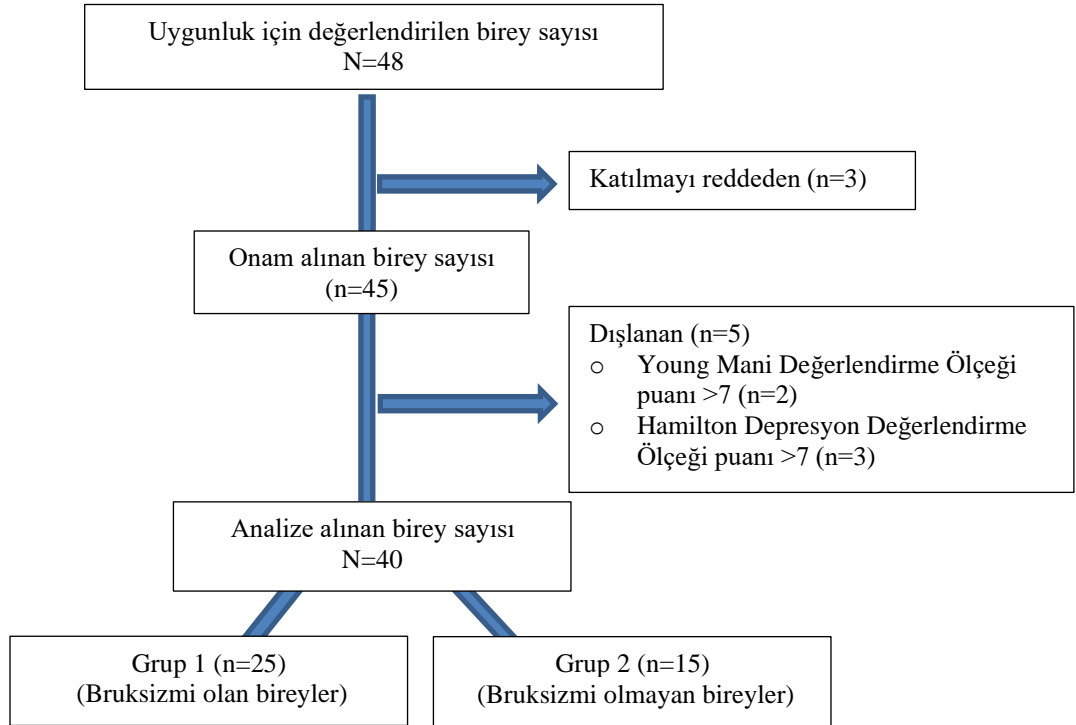 Uygunluk için değerlendirilen birey sayısı
N=48
Katılmayı reddeden (n=3)
Onam alınan birey sayısı
(n=45)
Dışlanan (n=5)
o Young Mani Değerlendirme Ölçeği
puanı >7 (n=2)
o Hamilton Depresyon Değerlendirme
Ölçeği puanı >7 (n=3)
Analize alınan birey sayısı
N=40
Grup 1 (n=25)
(Bruksizmi olan bireyler)
Grup 2 (n=15)
(Bruksizmi olmayan bireyler)